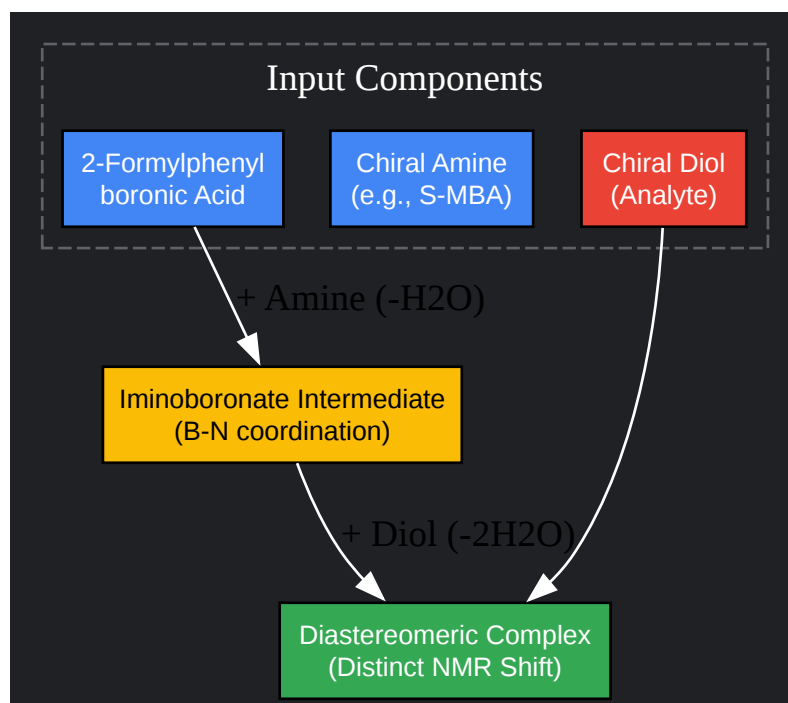 Input Components
2-Formylphenyl
boronic Acid
Chiral Amine
(e.g., S-MBA)
Chiral Diol
(Analyte)
+ Amine (-H2O)
Iminoboronate Intermediate
(B-N coordination)
+ Diol (-2H2O)
Diastereomeric Complex
(Distinct NMR Shift)